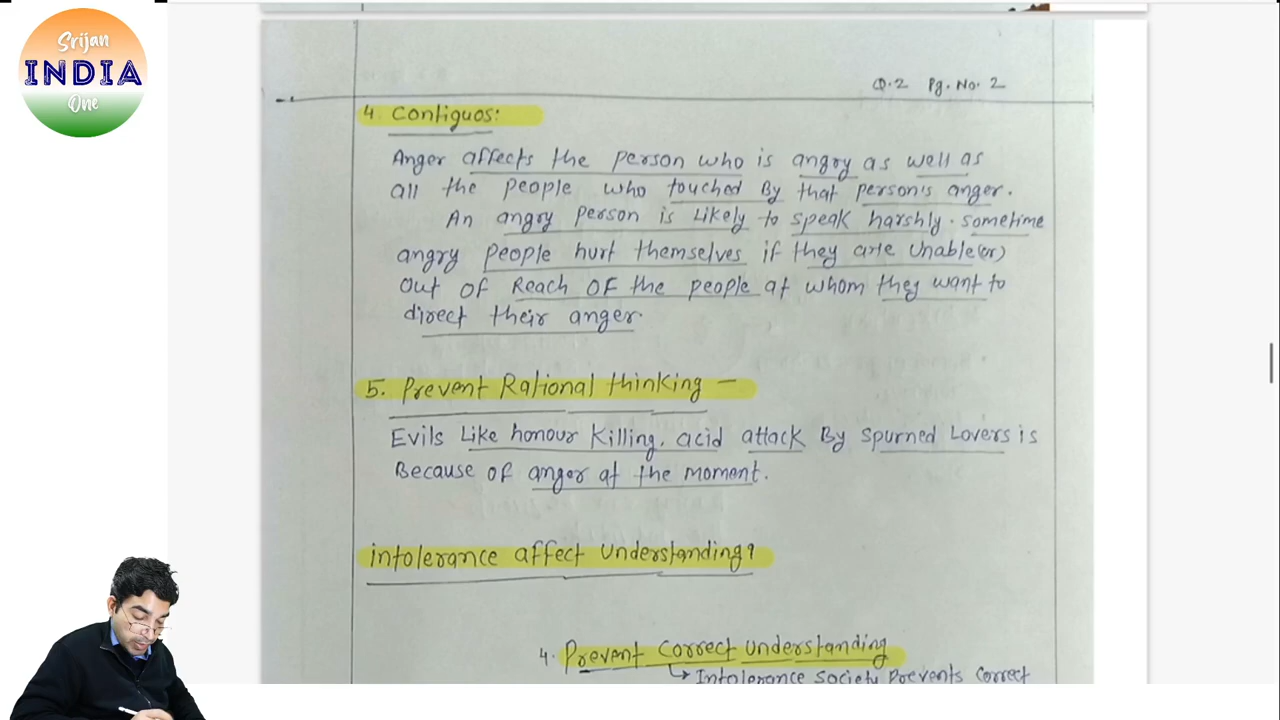 Srijan
INDIA
One
Q.2 Pg. No. 2
4. Contiguos:
Anger affects the person who is angry as well as
all the people who touched By that person's anger.
An angry person is likely to speak harshly. sometime
angry people hurt themselves if they are Unable(or)
out of Reach OF the people at whom they want to
direct their anger.
5. Prevent Rational thinking —
Evils Like honour Killing, acid attack By spurned Lovers is
Because of anger at the moment.
intolerance affect Understanding?
4. Prevent Correct Understanding
↳ Intolerance society Prevents Correct